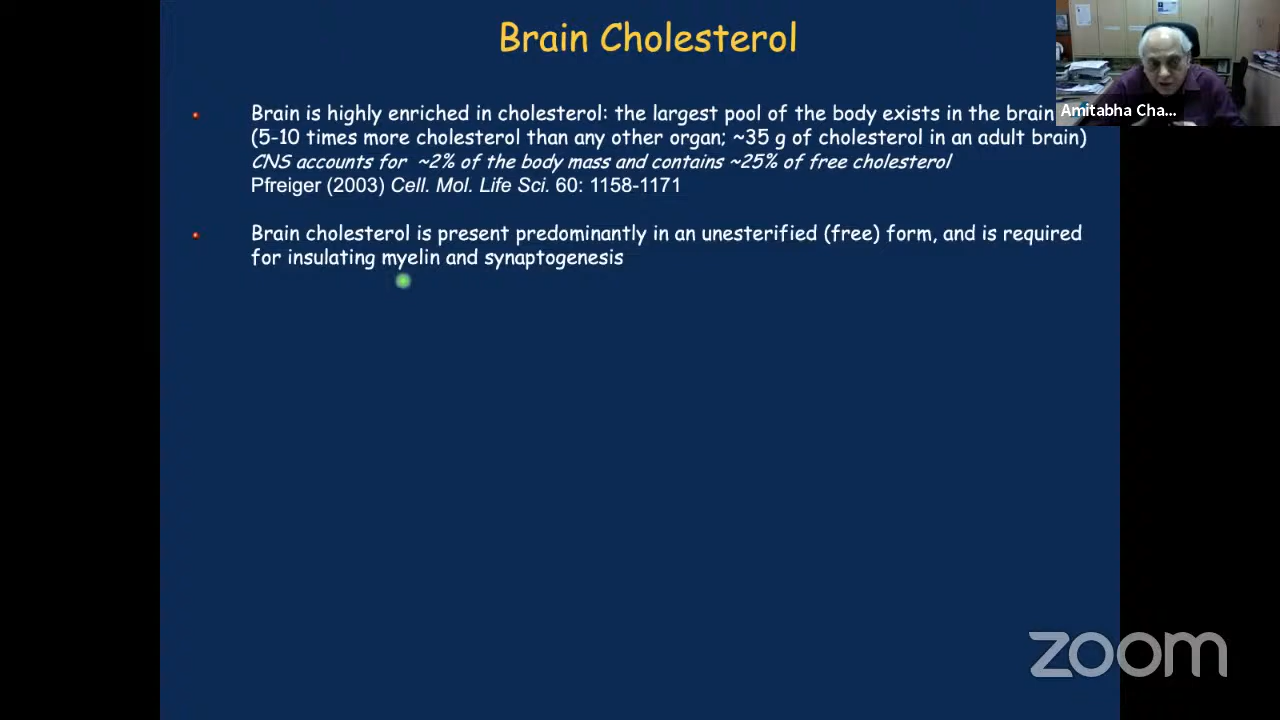 Brain Cholesterol
Brain is highly enriched in cholesterol: the largest pool of the body exists in the brain
(5-10 times more cholesterol than any other organ; ~35 g of cholesterol in an adult brain)
CNS accounts for ~2% of the body mass and contains ~25% of free cholesterol
Pfreiger (2003) Cell. Mol. Life Sci. 60: 1158-1171
Brain cholesterol is present predominantly in an unesterified (free) form, and is required
for insulating myelin and synaptogenesis
Amitabha Cha...
zoom